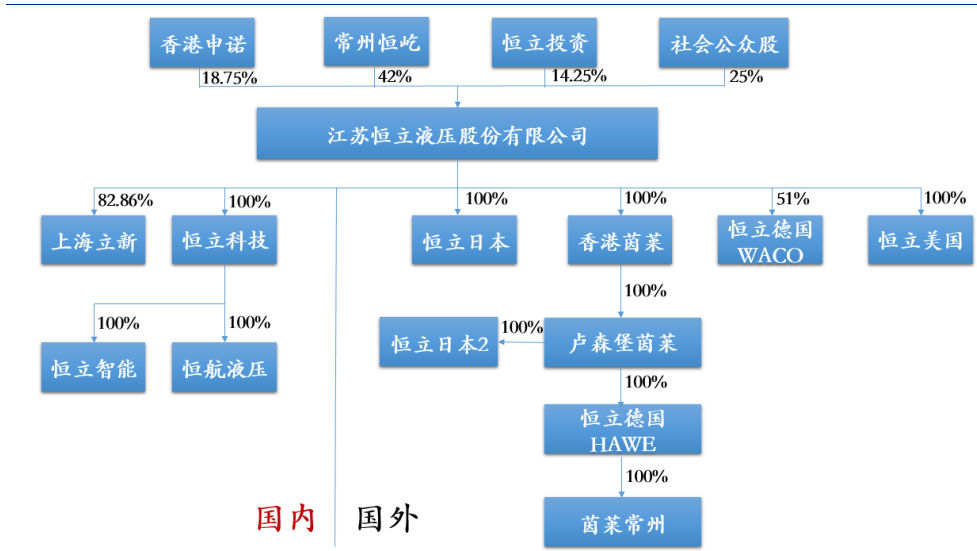 香港申诺
常州恒屹
恒立投资
社会公众股
18.75%
42%
14.25%
25%
江苏恒立液压股份有限公司
82.86%
100%
100%
100%
51%
100%
上海立新
恒立科技
恒立日本
香港茵莱
恒立德国
WACO
恒立美国
100%
100%
100%
恒立智能
恒航液压
恒立日本2
100%
卢森堡茵莱
100%
恒立德国
HAWE
100%
茵莱常州
国内
国外